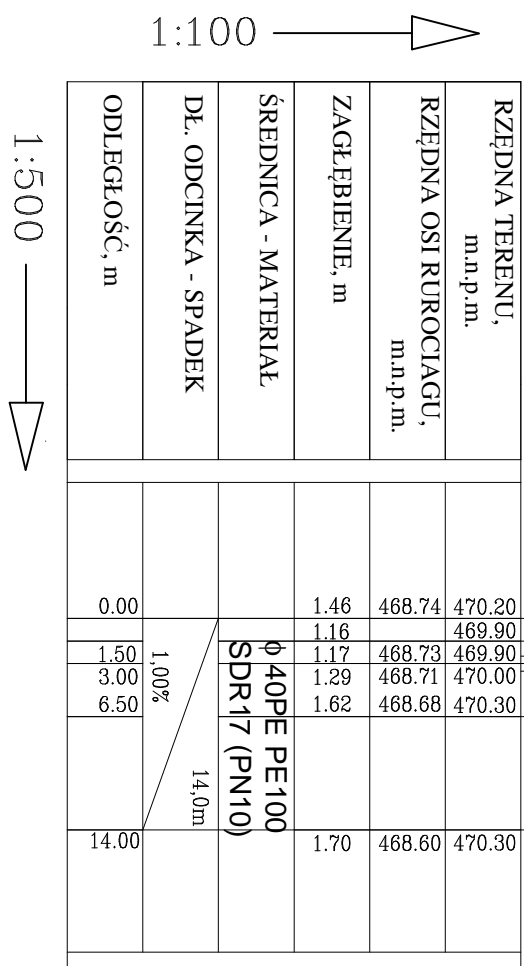 1:100
RZĘDNA TERENU,
m.n.p.m.
RZĘDNA OSI RUROCIAGU,
m.n.p.m.
ZAGŁĘBIENIE, m
ŚREDNICA - MATERIAŁ
DŁ. ODCINKA - SPADEK
ODLEGŁOŚĆ, m
1:500
0.00 1.46 468.74 470.20
1.16 469.90
1.50 1.17 468.73 469.90
3.00 1.29 468.71 470.00
6.50 1.62 468.68 470.30
14.00 1.70 468.60 470.30
ϕ 40PE PE100
SDR17 (PN10)
1,00%
14,0m